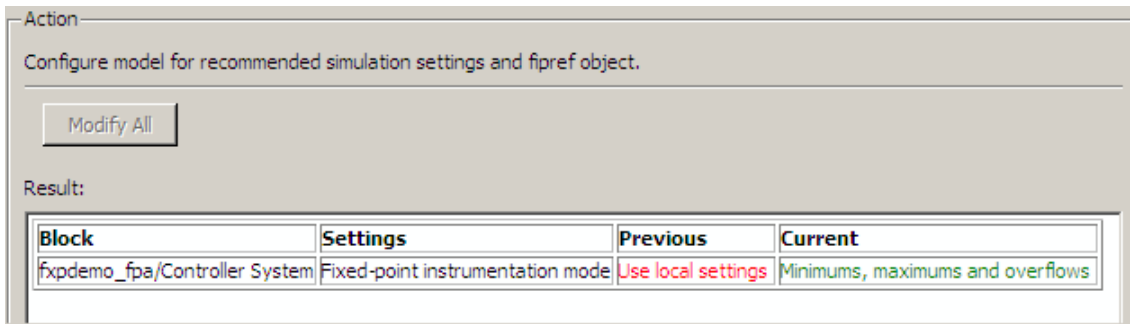 Action
Configure model for recommended simulation settings and fipref object.
Modify All
Result:
Block Settings Previous Current
fxpdemo_fpa/Controller System Fixed-point instrumentation mode Use local settings Minimums, maximums and overflows